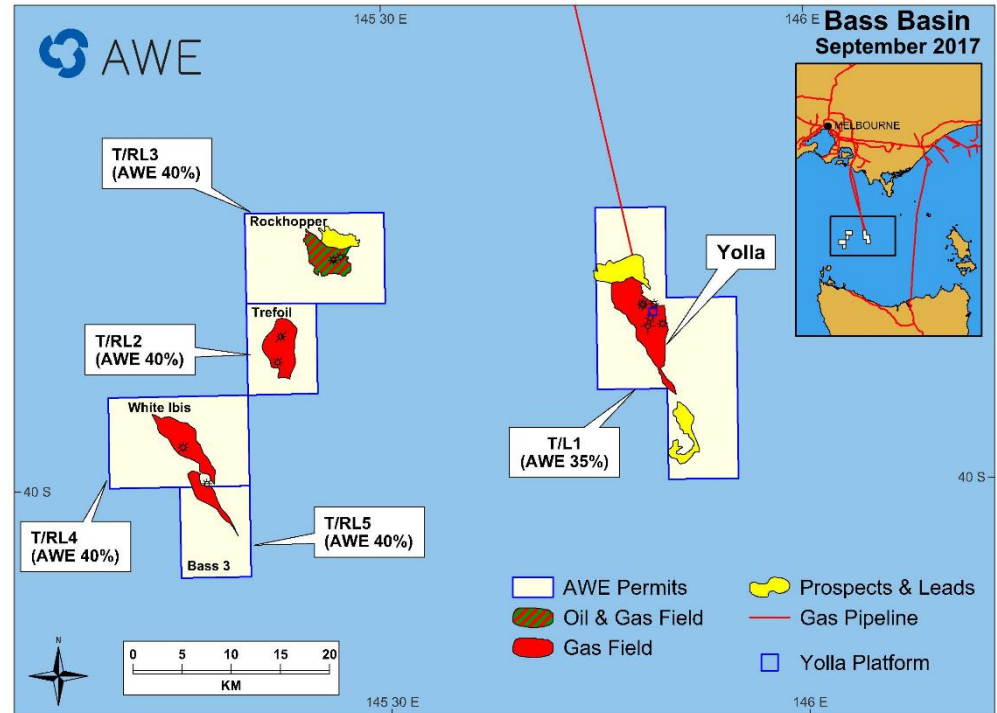 145 30 E
146 E
AWE
Bass Basin
September 2017
MELBOURNE
T/RL3
(AWE 40%)
Rockhopper
Yolla
Trefoil
T/RL2
(AWE 40%)
White Ibis
T/L1
(AWE 35%)
40 S
40 S
T/RL4
(AWE 40%)
T/RL5
(AWE 40%)
Bass 3
AWE Permits
Oil & Gas Field
Gas Field
Prospects & Leads
Gas Pipeline
Yolla Platform
N
0 5 10 15 20
KM
145 30 E
146 E